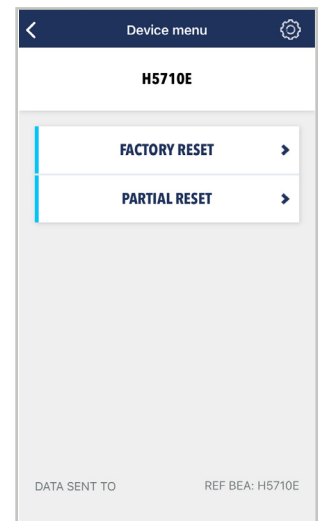 Device menu
H5710E
FACTORY RESET
PARTIAL RESET
DATA SENT TO REF BEA: H5710E